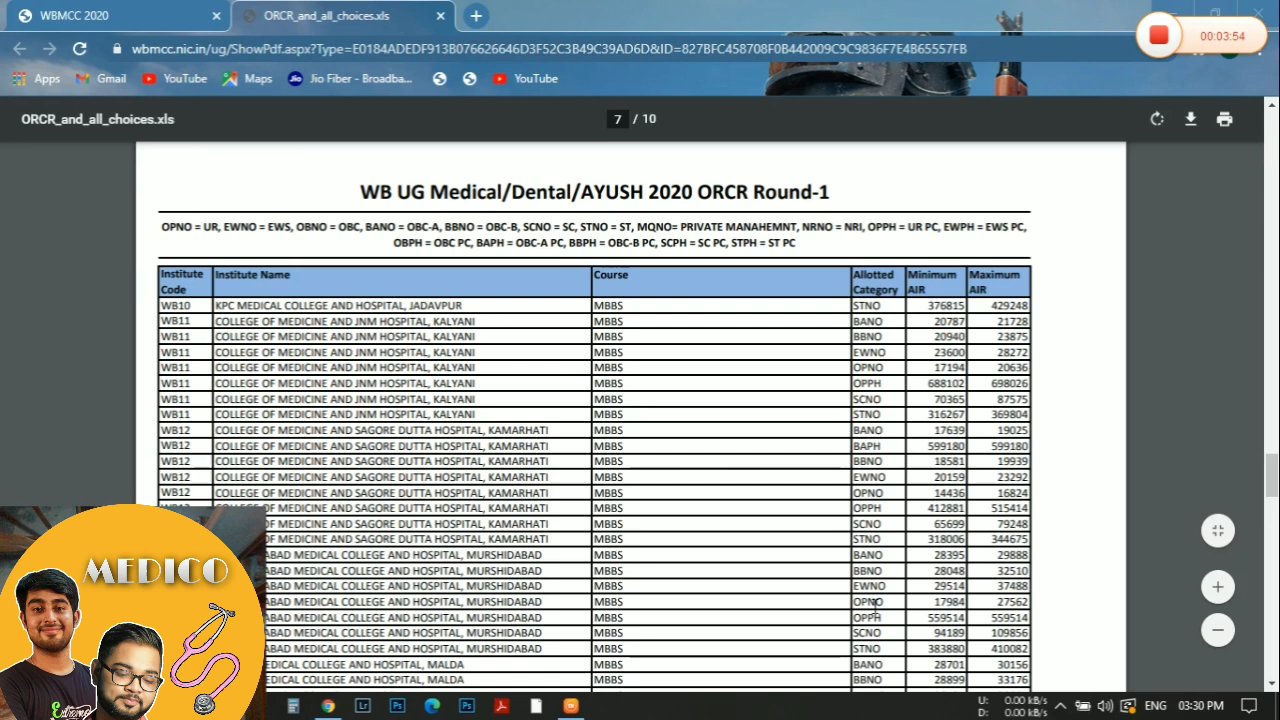 WBMCC 2020
ORCR_and_all_choices.xls
00:03:54
wbmcc.nic.in/ug/ShowPdf.aspx?Type=E0184ADEDF913B076626646D3F52C3B49C39AD6D&ID=827BFC458708F0B442009C9C9836F7E4B65557FB
Apps Gmail YouTube Maps Jio Fiber - Broadba... YouTube
ORCR_and_all_choices.xls 7 / 10
WB UG Medical/Dental/AYUSH 2020 ORCR Round-1
OPNO = UR, EWNO = EWS, OBNO = OBC, BANO = OBC-A, BBNO = OBC-B, SCNO = SC, STNO = ST, MQNO= PRIVATE MANAHEMNT, NRNO = NRI, OPPH = UR PC, EWPH = EWS PC,
OBPH = OBC PC, BAPH = OBC-A PC, BBPH = OBC-B PC, SCPH = SC PC, STPH = ST PC
Institute Code Institute Name Course Allotted Category Minimum AIR Maximum AIR
WB10 KPC MEDICAL COLLEGE AND HOSPITAL, JADAVPUR MBBS STNO 376815 429248
WB11 COLLEGE OF MEDICINE AND JNM HOSPITAL, KALYANI MBBS BANO 20787 21728
WB11 COLLEGE OF MEDICINE AND JNM HOSPITAL, KALYANI MBBS BBNO 20940 23875
WB11 COLLEGE OF MEDICINE AND JNM HOSPITAL, KALYANI MBBS EWNO 23600 28272
WB11 COLLEGE OF MEDICINE AND JNM HOSPITAL, KALYANI MBBS OPNO 17194 20636
WB11 COLLEGE OF MEDICINE AND JNM HOSPITAL, KALYANI MBBS OPPH 688102 698026
WB11 COLLEGE OF MEDICINE AND JNM HOSPITAL, KALYANI MBBS SCNO 70365 87575
WB11 COLLEGE OF MEDICINE AND JNM HOSPITAL, KALYANI MBBS STNO 316267 369804
WB12 COLLEGE OF MEDICINE AND SAGORE DUTTA HOSPITAL, KAMARHATI MBBS BANO 17639 19025
WB12 COLLEGE OF MEDICINE AND SAGORE DUTTA HOSPITAL, KAMARHATI MBBS BAPH 599180 599180
WB12 COLLEGE OF MEDICINE AND SAGORE DUTTA HOSPITAL, KAMARHATI MBBS BBNO 18581 19939
WB12 COLLEGE OF MEDICINE AND SAGORE DUTTA HOSPITAL, KAMARHATI MBBS EWNO 20159 23292
WB12 COLLEGE OF MEDICINE AND SAGORE DUTTA HOSPITAL, KAMARHATI MBBS OPNO 14436 16824
OF MEDICINE AND SAGORE DUTTA HOSPITAL, KAMARHATI MBBS OPPH 412881 515414
OF MEDICINE AND SAGORE DUTTA HOSPITAL, KAMARHATI MBBS SCNO 65699 79248
OF MEDICINE AND SAGORE DUTTA HOSPITAL, KAMARHATI MBBS STNO 318006 344675
ABAD MEDICAL COLLEGE AND HOSPITAL, MURSHIDABAD MBBS BANO 28395 29888
ABAD MEDICAL COLLEGE AND HOSPITAL, MURSHIDABAD MBBS BBNO 28048 32510
ABAD MEDICAL COLLEGE AND HOSPITAL, MURSHIDABAD MBBS EWNO 29514 37488
ABAD MEDICAL COLLEGE AND HOSPITAL, MURSHIDABAD MBBS OPNO 17984 27562
ABAD MEDICAL COLLEGE AND HOSPITAL, MURSHIDABAD MBBS OPPH 559514 559514
ABAD MEDICAL COLLEGE AND HOSPITAL, MURSHIDABAD MBBS SCNO 94189 109856
ABAD MEDICAL COLLEGE AND HOSPITAL, MURSHIDABAD MBBS STNO 383880 410082
EDICAL COLLEGE AND HOSPITAL, MALDA MBBS BANO 28701 30156
EDICAL COLLEGE AND HOSPITAL, MALDA MBBS BBNO 28899 33176
MEDICO
U: 0.00 kB/s
D: 0.00 kB/s
ENG 03:30 PM